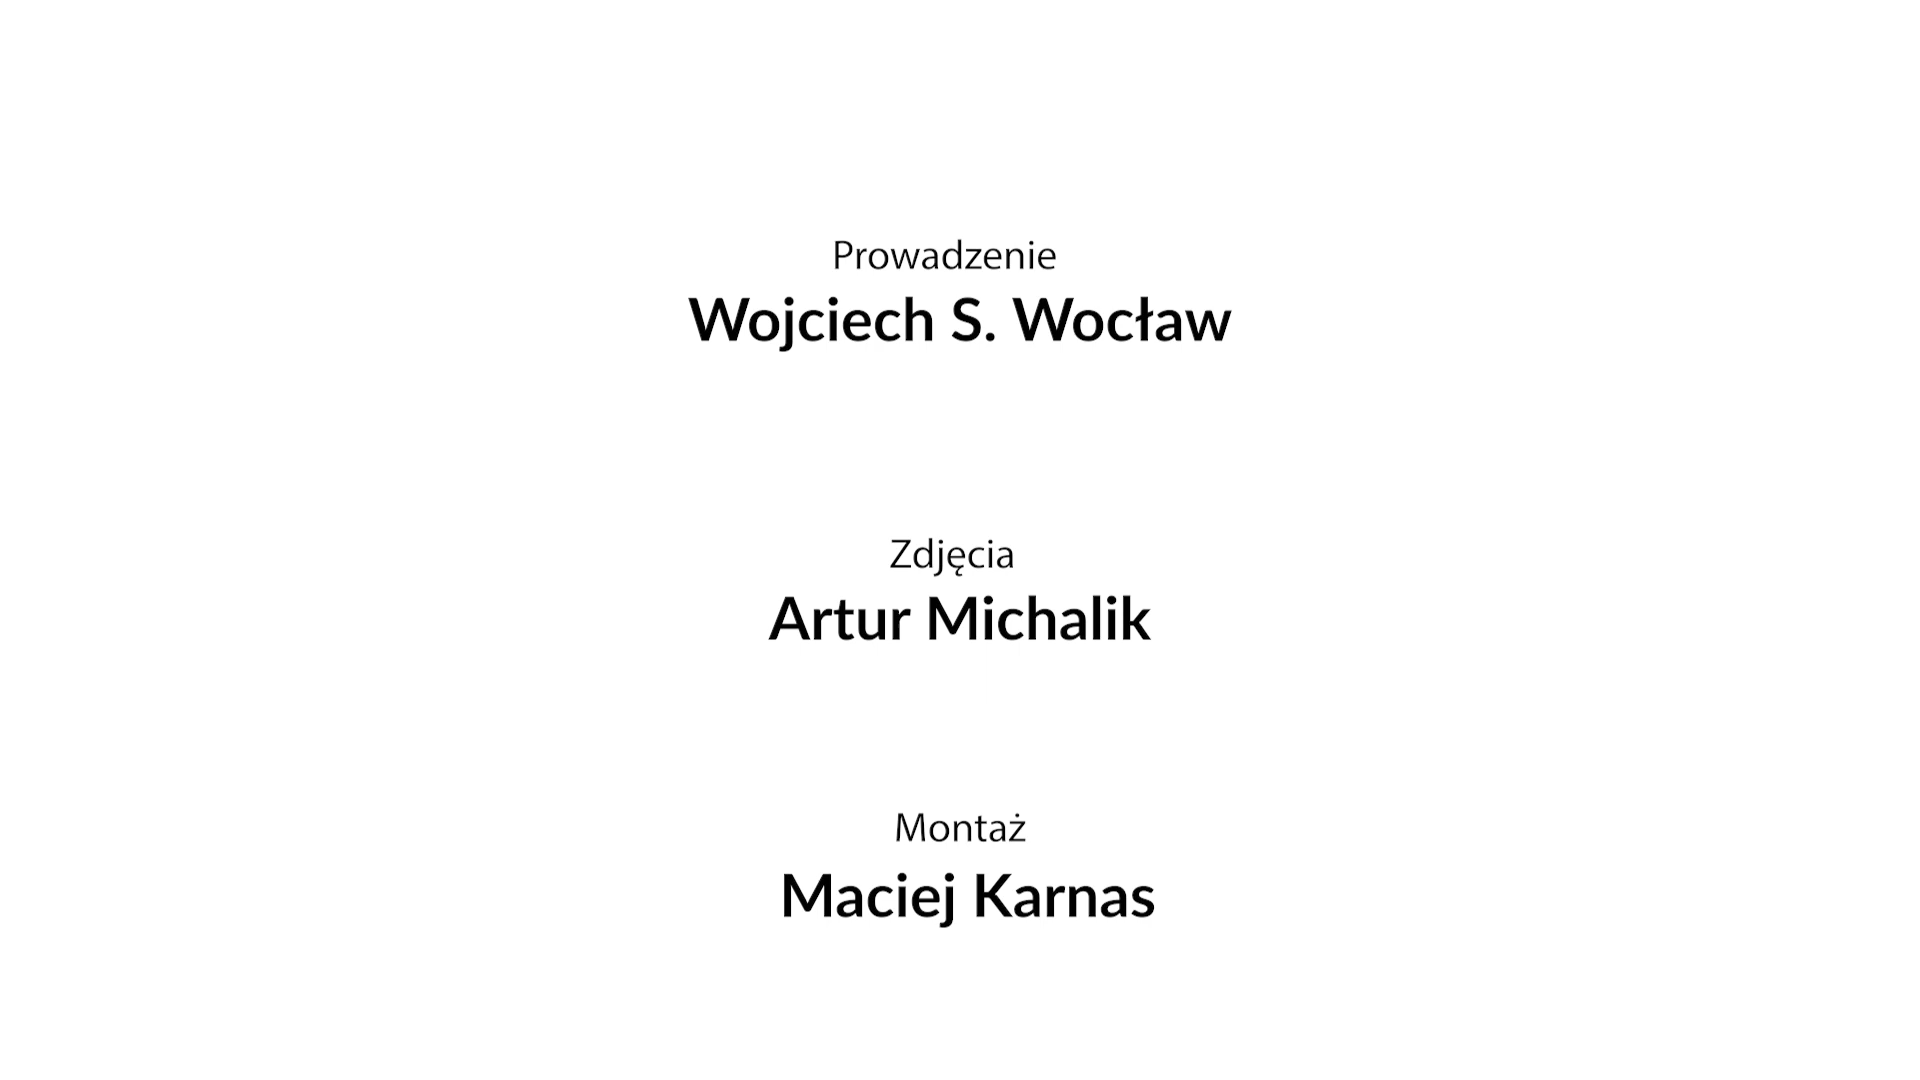 Prowadzenie
Wojciech S. Wocław
Zdjęcia
Artur Michalik
Montaż
Maciej Karnas